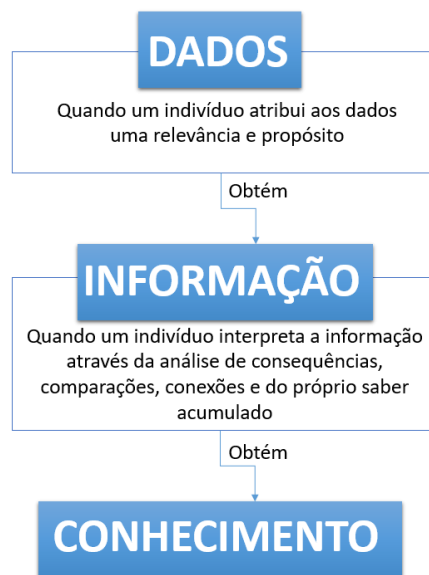 DADOS
Quando um indivíduo atribui aos dados
uma relevância e propósito
Obtém
INFORMAÇÃO
Quando um indivíduo interpreta a informação
através da análise de consequências,
comparações, conexões e do próprio saber
acumulado
Obtém
CONHECIMENTO